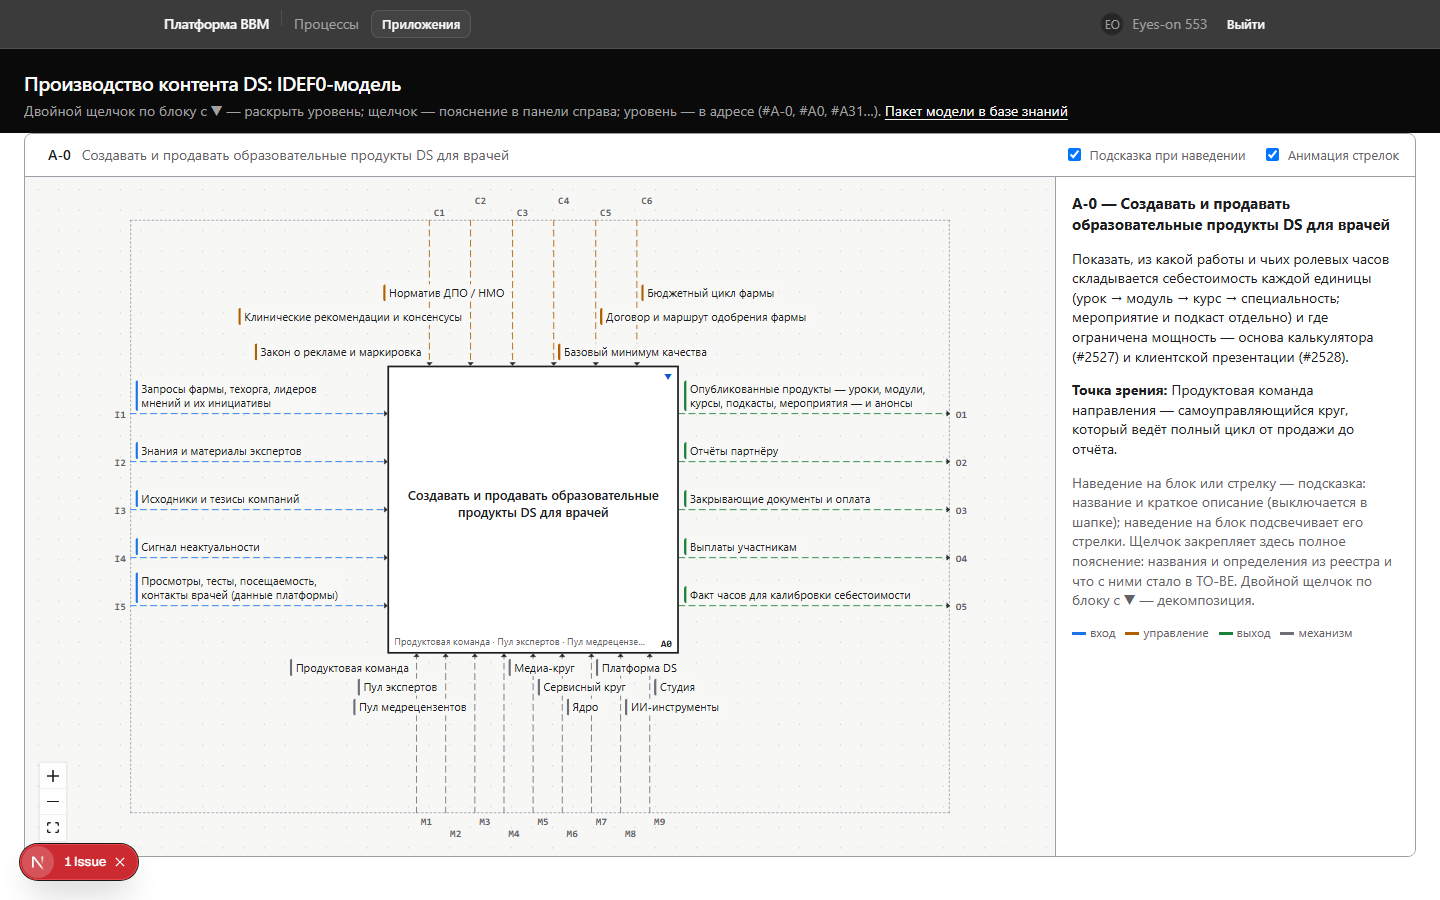 Платформа BBM
Процессы
Приложения
EO
Eyes-on 553
Выйти
Производство контента DS: IDEF0-модель
Двойной щелчок по блоку с ▼ — раскрыть уровень; щелчок — пояснение в панели справа; уровень — в адресе (#A-0, #A0, #A31...). Пакет модели в базе знаний
A-0 Создавать и продавать образовательные продукты DS для врачей
Подсказка при наведении
Анимация стрелок
C1
C2
C3
C4
C5
C6
Норматив ДПО / НМО
Бюджетный цикл фармы
Клинические рекомендации и консенсусы
Договор и маршрут одобрения фармы
Закон о рекламе и маркировка
Базовый минимум качества
I1
Запросы фармы, техорга, лидеров
мнений и их инициативы
I2
Знания и материалы экспертов
I3
Исходники и тезисы компаний
I4
Сигнал неактуальности
I5
Просмотры, тесты, посещаемость,
контакты врачей (данные платформы)
Создавать и продавать образовательные
продукты DS для врачей
Продуктовая команда · Пул экспертов · Пул медрецензе...
A0
Опубликованные продукты — уроки, модули,
курсы, подкасты, мероприятия — и анонсы
O1
Отчёты партнёру
O2
Закрывающие документы и оплата
O3
Выплаты участникам
O4
Факт часов для калибровки себестоимости
O5
Продуктовая команда
Медиа-круг
Платформа DS
Пул экспертов
Сервисный круг
Студия
Пул медрецензентов
Ядро
ИИ-инструменты
M1
M2
M3
M4
M5
M6
M7
M8
M9
A-0 — Создавать и продавать
образовательные продукты DS для врачей
Показать, из какой работы и чьих ролевых часов
складывается себестоимость каждой единицы
(урок → модуль → курс → специальность;
мероприятие и подкаст отдельно) и где
ограничена мощность — основа калькулятора
(#2527) и клиентской презентации (#2528).
Точка зрения: Продуктовая команда
направления — самоуправляющийся круг,
который ведёт полный цикл от продажи до
отчёта.
Наведение на блок или стрелку — подсказка:
название и краткое описание (выключается в
шапке); наведение на блок подсвечивает его
стрелки. Щелчок закрепляет здесь полное
пояснение: названия и определения из реестра и
что с ними стало в TO-BE. Двойной щелчок по
блоку с ▼ — декомпозиция.
вход
управление
выход
механизм
N
1 Issue